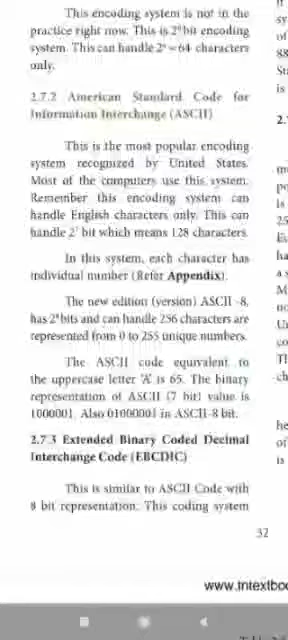 This encoding system is not in the
practice right now. This is 2⁶ bit encoding
system. This can handle 2⁶ = 64 characters
only.
2.7.2 American Standard Code for
Information Interchange (ASCII)
This is the most popular encoding
system recognized by United States.
Most of the computers use this system.
Remember this encoding system can
handle English characters only. This can
handle 2⁷ bit which means 128 characters.
In this system, each character has
individual number (Refer Appendix).
The new edition (version) ASCII -8,
has 2⁸ bits and can handle 256 characters are
represented from 0 to 255 unique numbers.
The ASCII code equivalent to
the uppercase letter ‘A’ is 65. The binary
representation of ASCII (7 bit) value is
1000001. Also 01000001 in ASCII-8 bit.
2.7.3 Extended Binary Coded Decimal
Interchange Code (EBCDIC)
This is similar to ASCII Code with
8 bit representation. This coding system
32
www.tntextboo